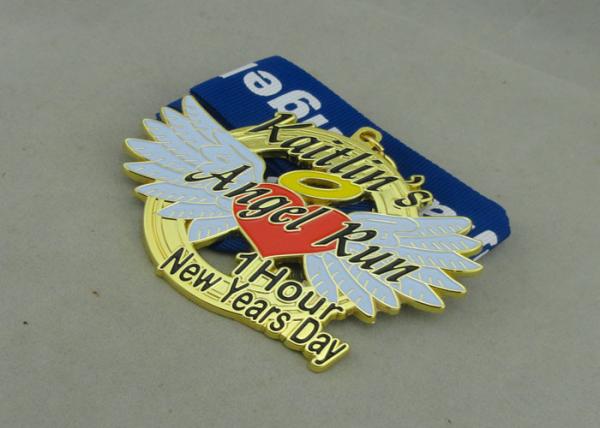 Kaitlin's
Angel Run
1 Hour
New Years Day